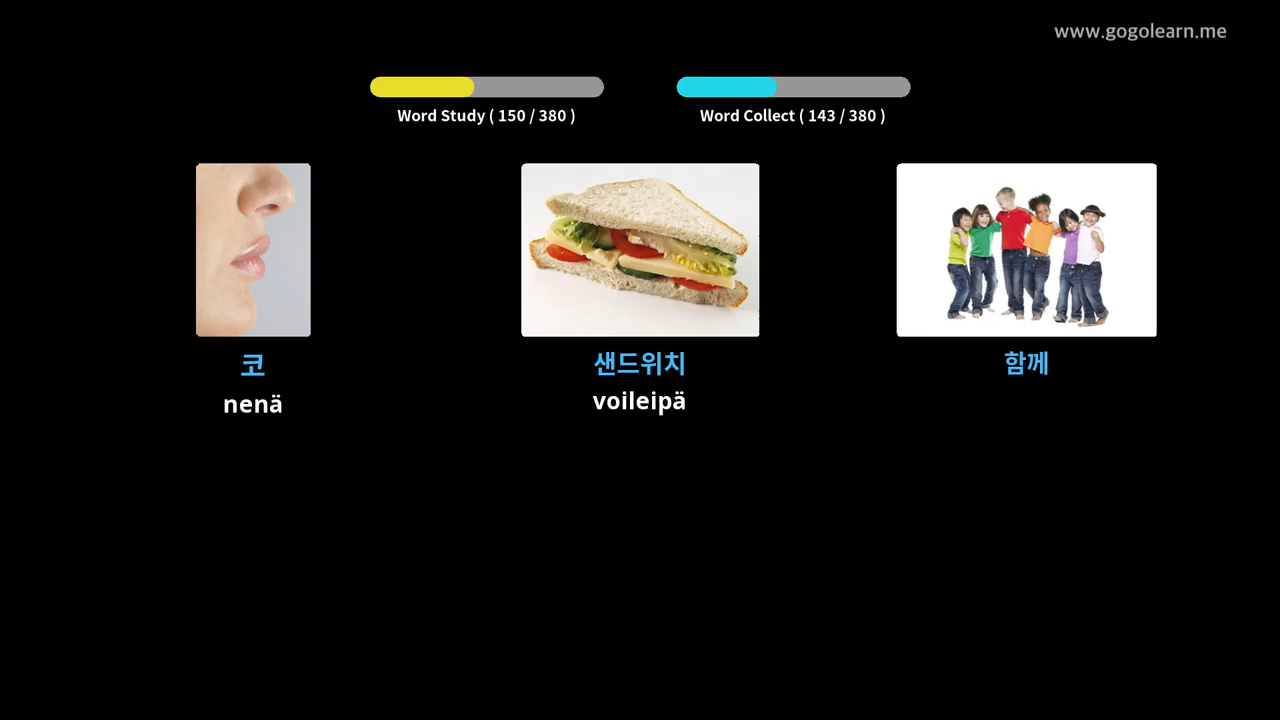 www.gogolearn.me
Word Study ( 150 / 380 )
Word Collect ( 143 / 380 )
코
샌드위치
함께
nenä
voileipä